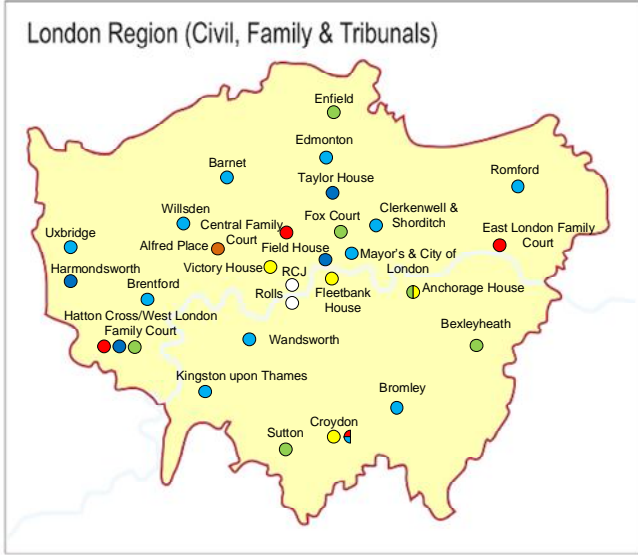 London Region (Civil, Family & Tribunals)
Enfield
Edmonton
Barnet
Taylor House
Romford
Willsden
Fox Court
Clerkenwell &
Shorditch
Central Family
Court
Uxbridge
Alfred Place
Field House
East London Family
Court
Mayor's & City of
London
Harmondsworth
Victory House
RCJ
Brentford
Rolls
Fleetbank
House
Anchorage House
Hatton Cross/West London
Family Court
Bexleyheath
Wandsworth
Kingston upon Thames
Bromley
Croydon
Sutton